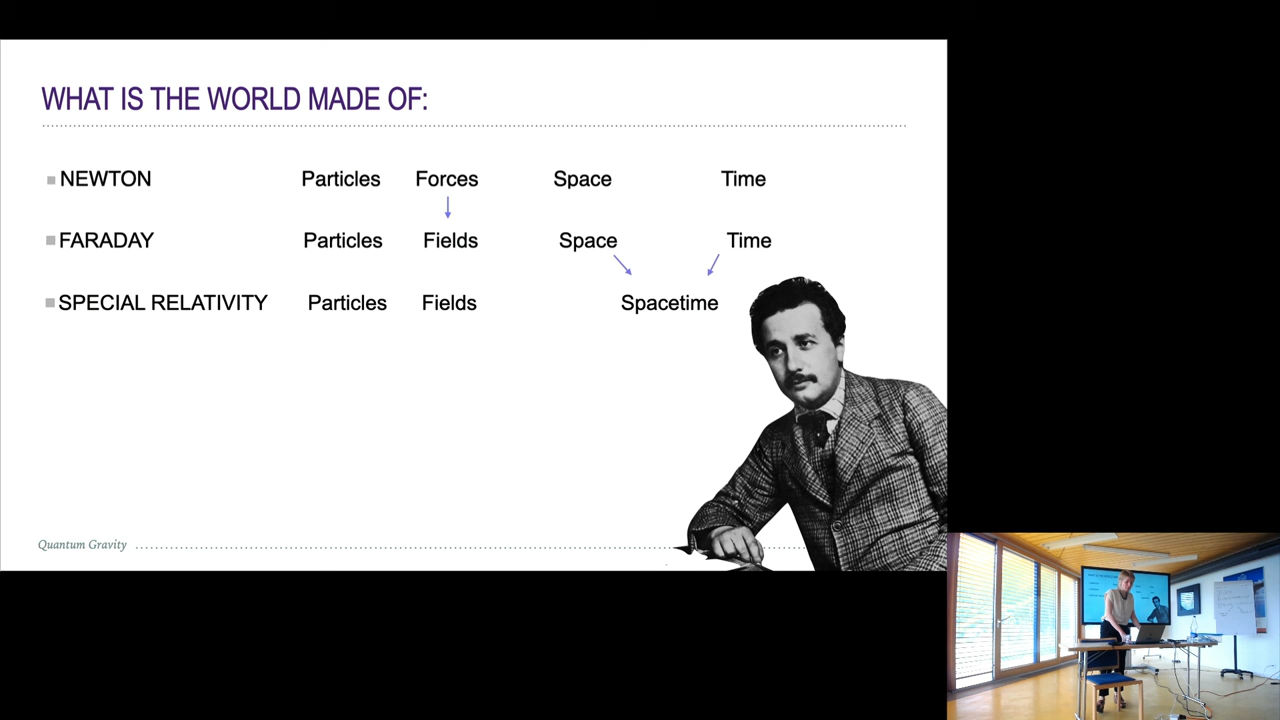 WHAT IS THE WORLD MADE OF:
NEWTON Particles Forces Space Time
FARADAY Particles Fields Space Time
SPECIAL RELATIVITY Particles Fields Spacetime
Quantum Gravity